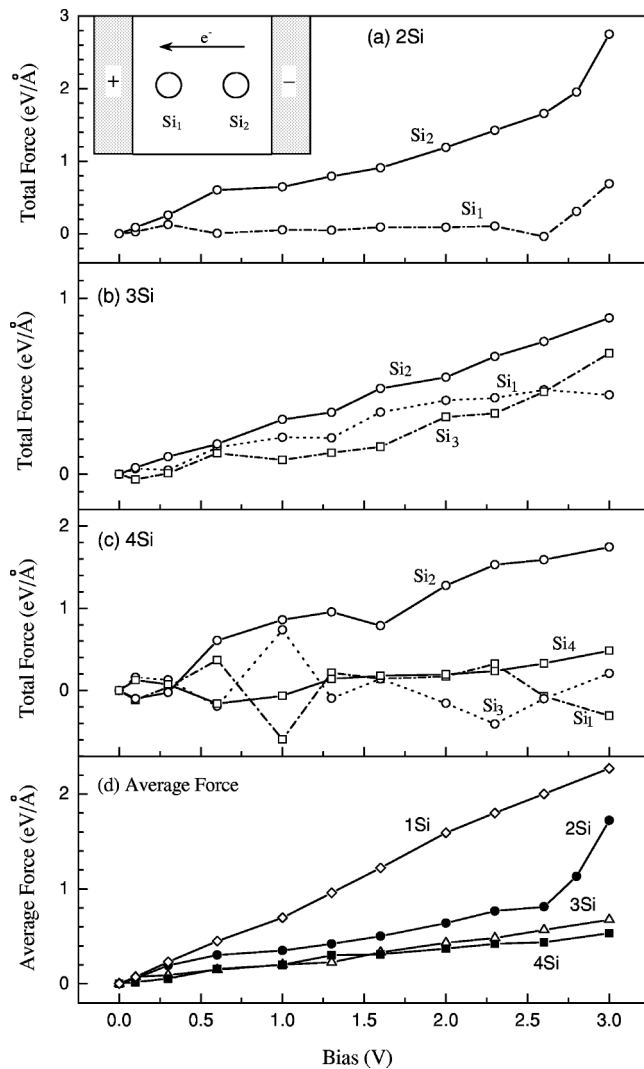 3
2
1
0
Total Force (eV/Å)
(a) 2Si
e-
+
−
Si1
Si2
Si2
Si1
1
0
Total Force (eV/Å)
(b) 3Si
Si2
Si1
Si3
2
1
0
Total Force (eV/Å)
(c) 4Si
Si2
Si4
Si3
Si1
2
1
0
Average Force (eV/Å)
(d) Average Force
1Si
2Si
3Si
4Si
0.0 0.5 1.0 1.5 2.0 2.5 3.0
Bias (V)